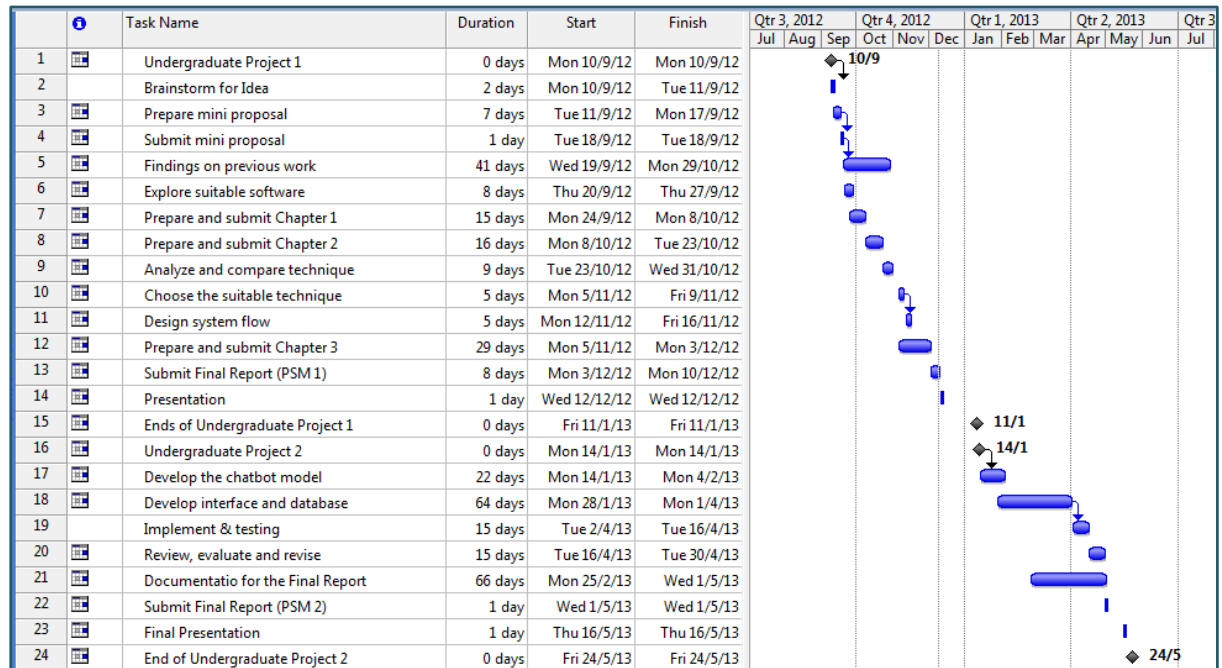 Task Name Duration Start Finish Qtr 3, 2012 Qtr 4, 2012 Qtr 1, 2013 Qtr 2, 2013 Qtr 3
Jul Aug Sep Oct Nov Dec Jan Feb Mar Apr May Jun Jul
1 Undergraduate Project 1 0 days Mon 10/9/12 Mon 10/9/12 10/9
2 Brainstorm for Idea 2 days Mon 10/9/12 Tue 11/9/12
3 Prepare mini proposal 7 days Tue 11/9/12 Mon 17/9/12
4 Submit mini proposal 1 day Tue 18/9/12 Tue 18/9/12
5 Findings on previous work 41 days Wed 19/9/12 Mon 29/10/12
6 Explore suitable software 8 days Thu 20/9/12 Thu 27/9/12
7 Prepare and submit Chapter 1 15 days Mon 24/9/12 Mon 8/10/12
8 Prepare and submit Chapter 2 16 days Mon 8/10/12 Tue 23/10/12
9 Analyze and compare technique 9 days Tue 23/10/12 Wed 31/10/12
10 Choose the suitable technique 5 days Mon 5/11/12 Fri 9/11/12
11 Design system flow 5 days Mon 12/11/12 Fri 16/11/12
12 Prepare and submit Chapter 3 29 days Mon 5/11/12 Mon 3/12/12
13 Submit Final Report (PSM 1) 8 days Mon 3/12/12 Mon 10/12/12
14 Presentation 1 day Wed 12/12/12 Wed 12/12/12
15 Ends of Undergraduate Project 1 0 days Fri 11/1/13 Fri 11/1/13 11/1
16 Undergraduate Project 2 0 days Mon 14/1/13 Mon 14/1/13 14/1
17 Develop the chatbot model 22 days Mon 14/1/13 Mon 4/2/13
18 Develop interface and database 64 days Mon 28/1/13 Mon 1/4/13
19 Implement & testing 15 days Tue 2/4/13 Tue 16/4/13
20 Review, evaluate and revise 15 days Tue 16/4/13 Tue 30/4/13
21 Documentatio for the Final Report 66 days Mon 25/2/13 Wed 1/5/13
22 Submit Final Report (PSM 2) 1 day Wed 1/5/13 Wed 1/5/13
23 Final Presentation 1 day Thu 16/5/13 Thu 16/5/13
24 End of Undergraduate Project 2 0 days Fri 24/5/13 Fri 24/5/13 24/5